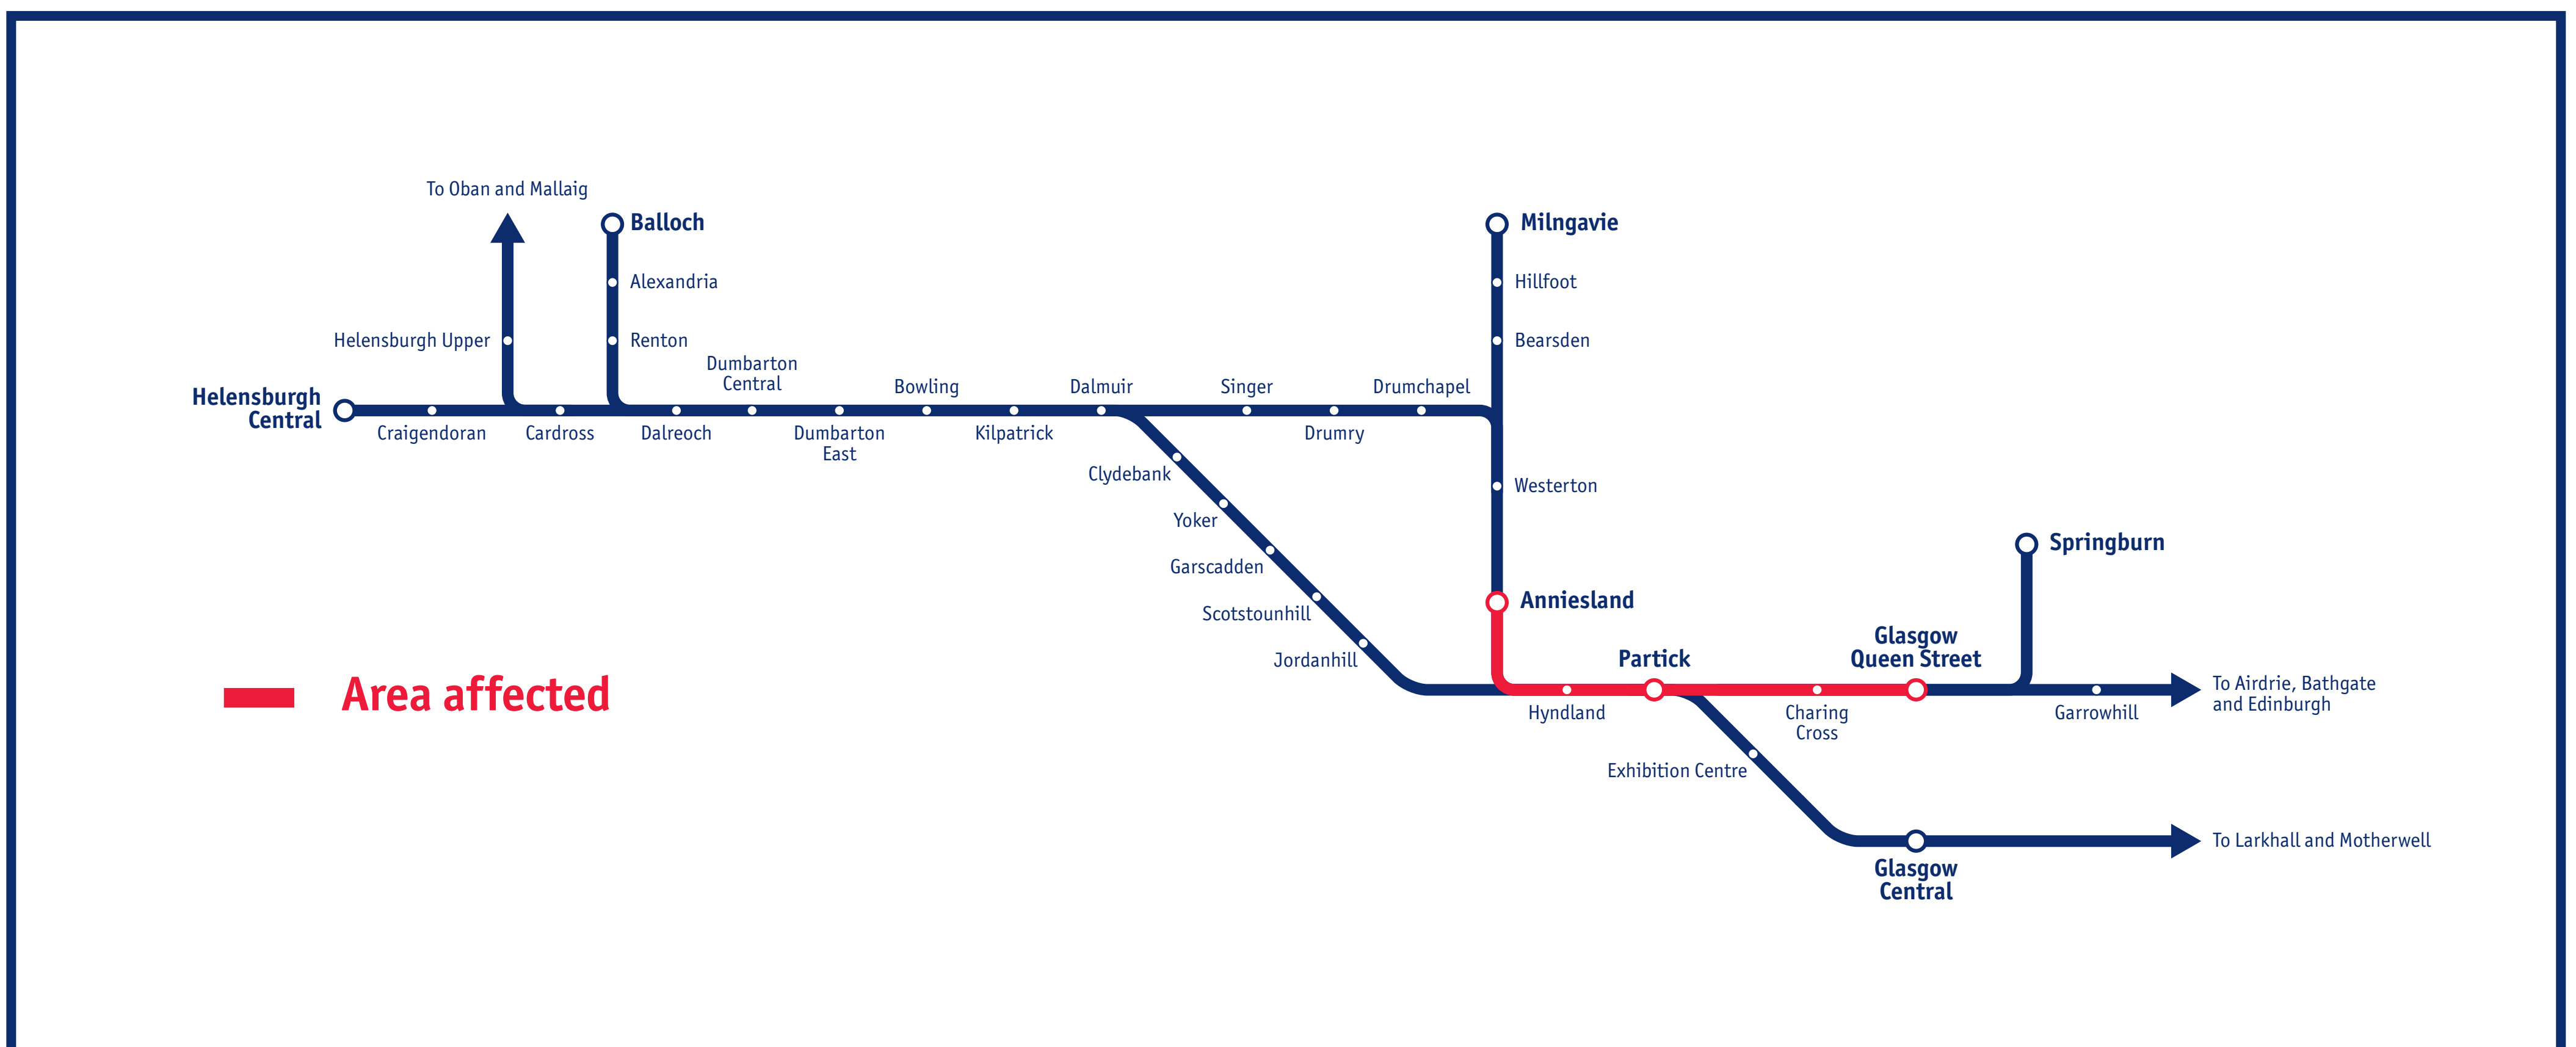 To Oban and Mallaig
Balloch
Milngavie
Alexandria
Hillfoot
Helensburgh Upper
Renton
Bearsden
Dumbarton
Central
Bowling
Dalmuir
Singer
Drumchapel
Helensburgh
Central
Craigendoran
Cardross
Dalreoch
Dumbarton
East
Kilpatrick
Drumry
Clydebank
Westerton
Yoker
Springburn
Garscadden
Anniesland
Scotstounhill
Jordanhill
Partick
Glasgow
Queen Street
Area affected
To Airdrie, Bathgate
and Edinburgh
Hyndland
Charing
Cross
Garrowhill
Exhibition Centre
To Larkhall and Motherwell
Glasgow
Central